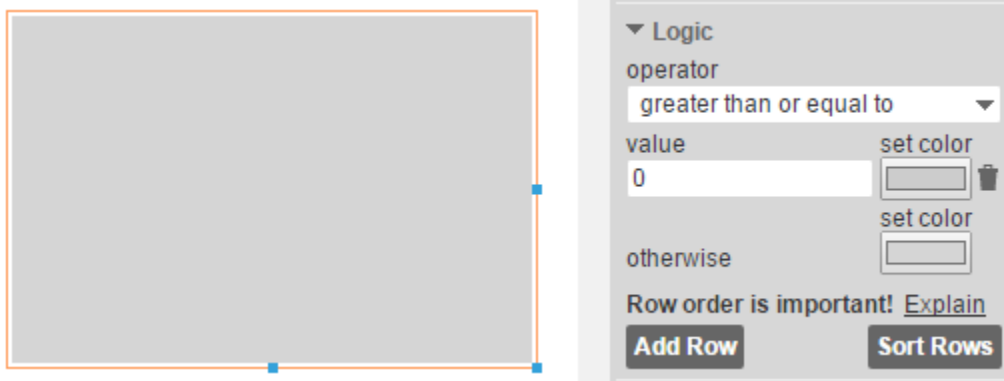 Logic
operator
greater than or equal to
value set color
0
set color
otherwise
Row order is important! Explain
Add Row Sort Rows